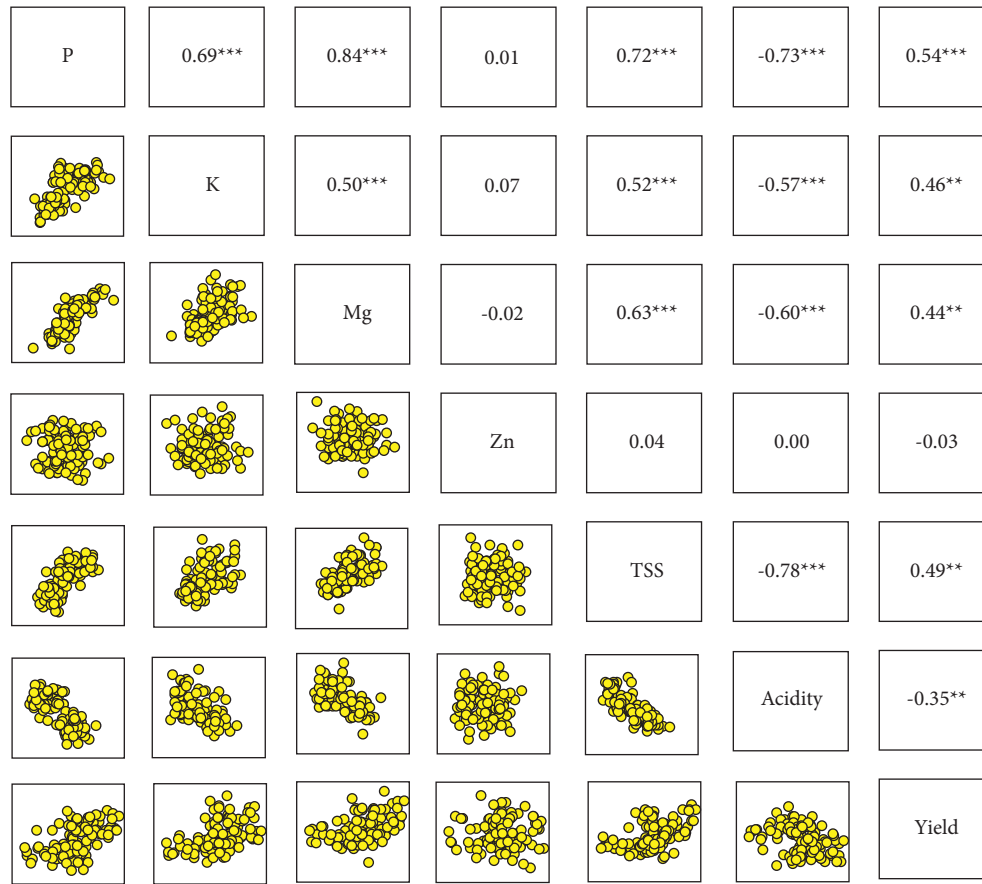 P 0.69*** 0.84*** 0.01 0.72*** -0.73*** 0.54***
K 0.50*** 0.07 0.52*** -0.57*** 0.46**
Mg -0.02 0.63*** -0.60*** 0.44**
Zn 0.04 0.00 -0.03
TSS -0.78*** 0.49**
Acidity -0.35**
Yield